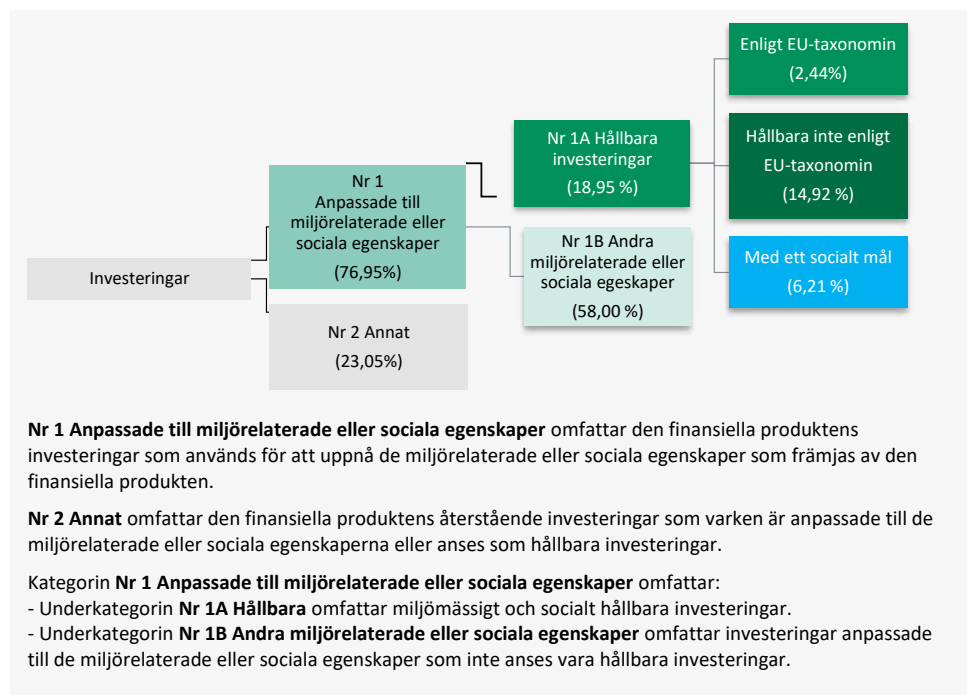 Enligt EU-taxonomin
(2,44%)
Nr 1A Hållbara
investeringar
(18,95 %)
Hållbara inte enligt
EU-taxonomin
(14,92 %)
Nr 1
Anpassade till
miljörelaterade eller
sociala egenskaper
(76,95%)
Nr 1B Andra
miljörelaterade eller
sociala egeskaper
(58,00 %)
Med ett socialt mål
(6,21 %)
Investeringar
Nr 2 Annat
(23,05%)
Nr 1 Anpassade till miljörelaterade eller sociala egenskaper omfattar den finansiella produktens
investeringar som används för att uppnå de miljörelaterade eller sociala egenskaper som främjas av den
finansiella produkten.
Nr 2 Annat omfattar den finansiella produktens återstående investeringar som varken är anpassade till de
miljörelaterade eller sociala egenskaperna eller anses som hållbara investeringar.
Kategorin Nr 1 Anpassade till miljörelaterade eller sociala egenskaper omfattar:
- Underkategorin Nr 1A Hållbara omfattar miljömässigt och socialt hållbara investeringar.
- Underkategorin Nr 1B Andra miljörelaterade eller sociala egenskaper omfattar investeringar anpassade
till de miljörelaterade eller sociala egenskaper som inte anses vara hållbara investeringar.